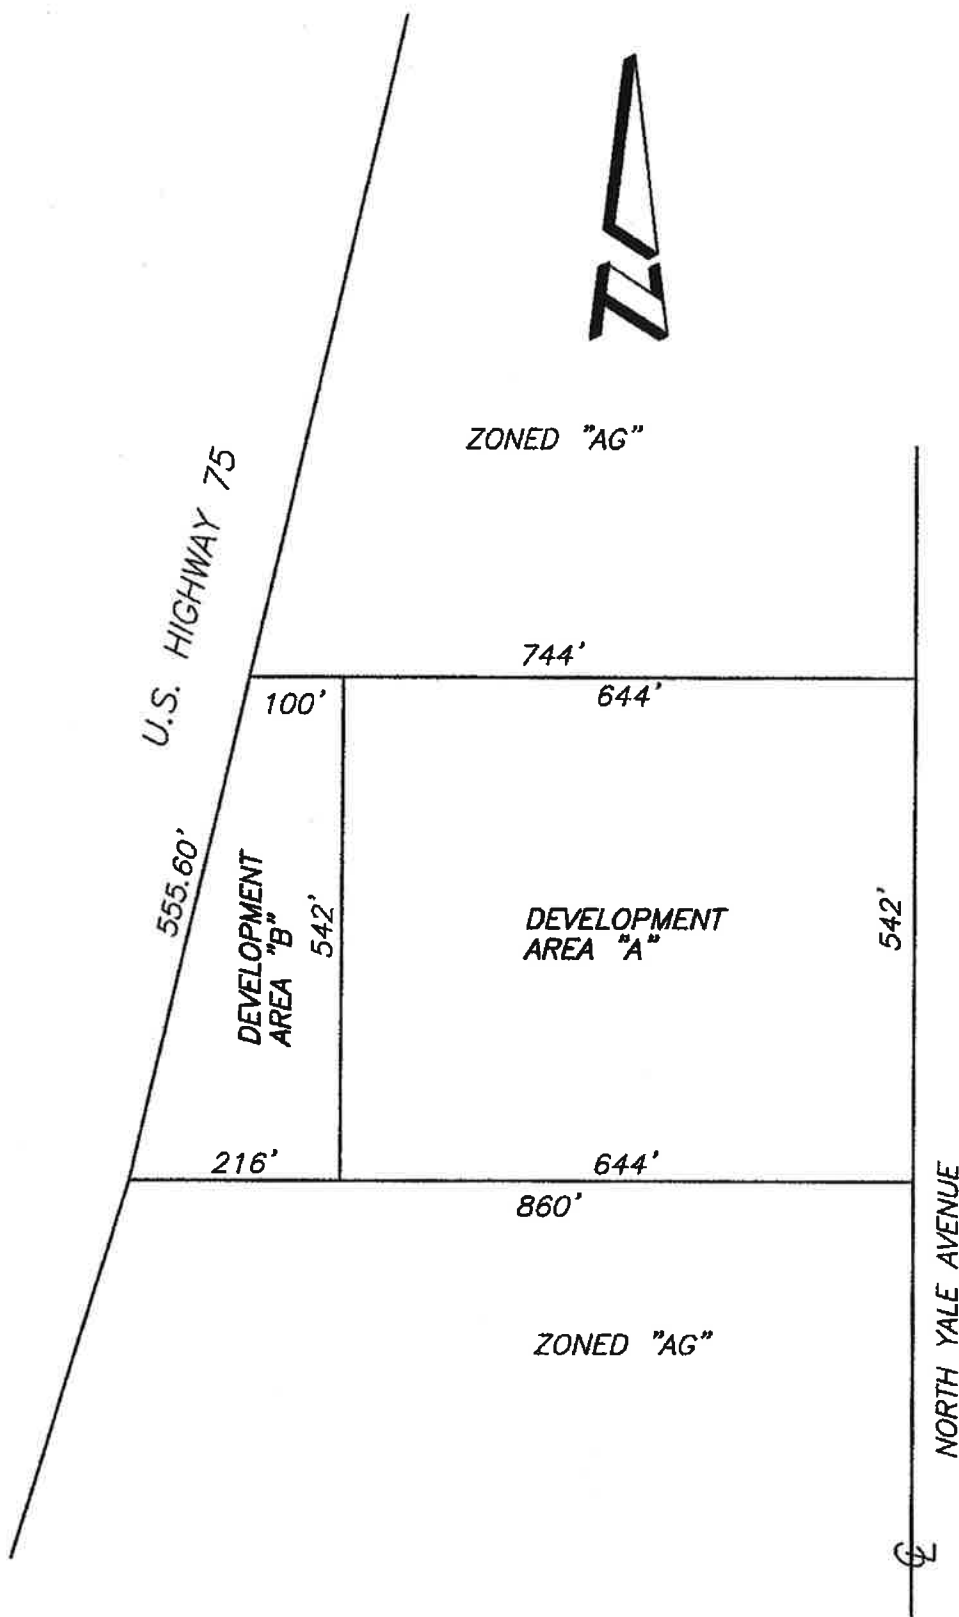 ZONED "AG"
U.S. HIGHWAY 75
744'
100'
644'
555.60'
DEVELOPMENT
AREA "B"
542'
DEVELOPMENT
AREA "A"
542'
216'
644'
860'
ZONED "AG"
NORTH YALE AVENUE
℄